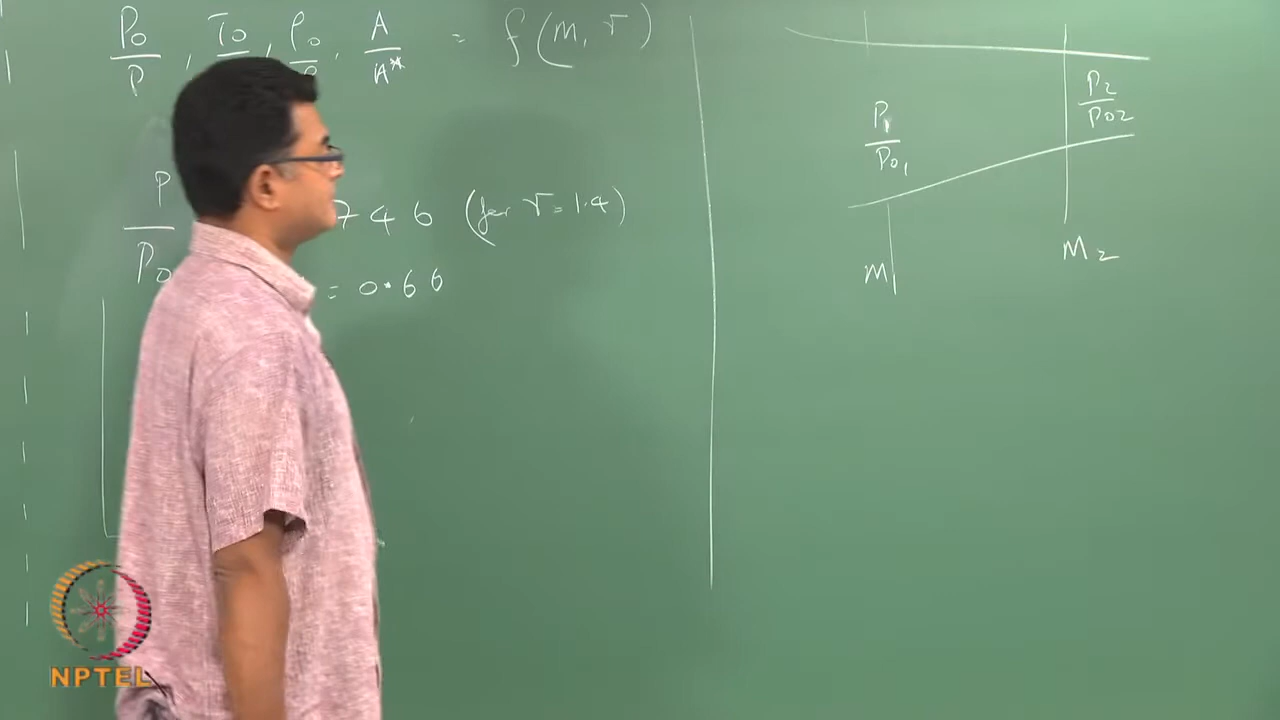 P₀/P , T₀/ , ρ₀/ , A/A* = f(M, γ)
P/P₀ 746 (for γ = 1.4)
= 0.66
P₁/P₀₁
P₂/P₀₂
M₁
M₂
NPTEL